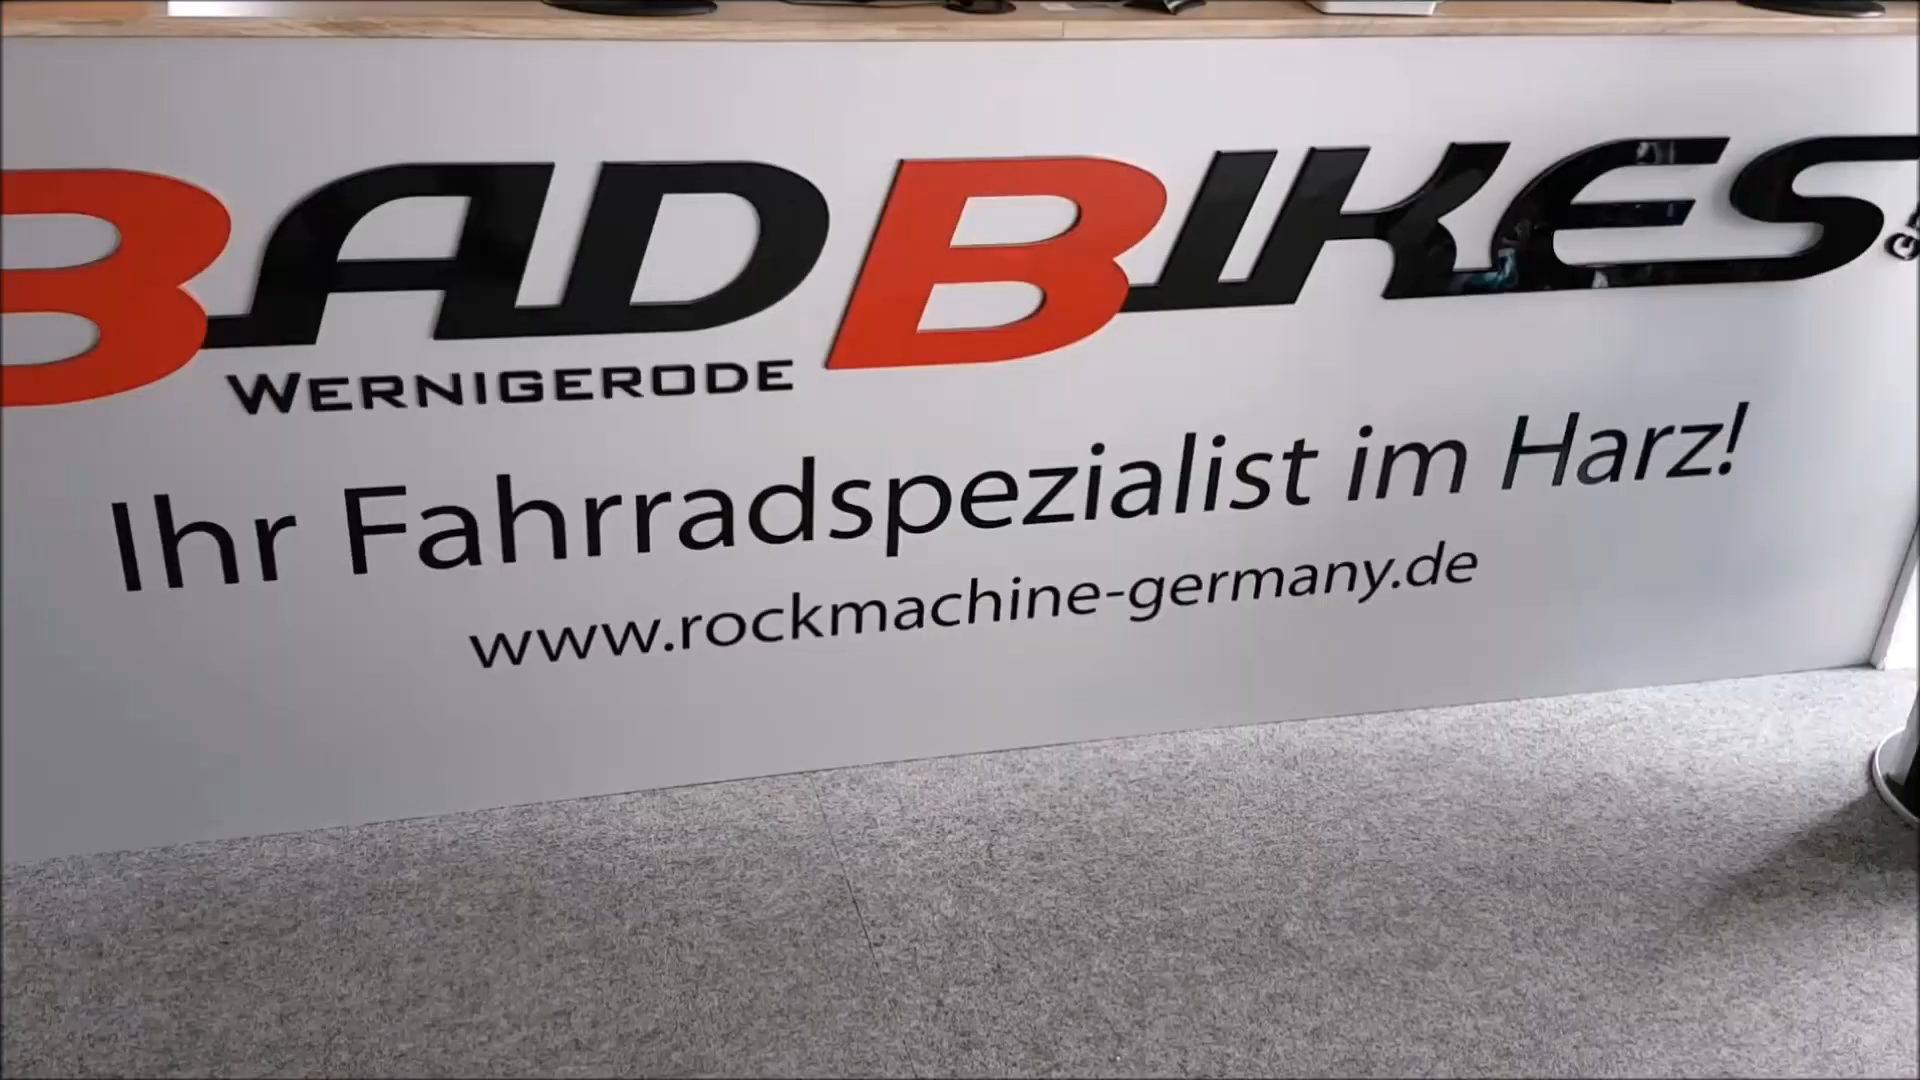 BADBIKES
WERNIGERODE
Ihr Fahrradspezialist im Harz!
www.rockmachine-germany.de